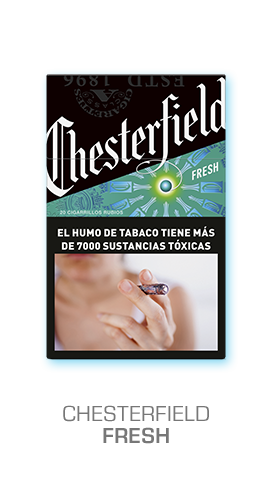 ESTD 1896
CIGARETTES
Chesterfield
FRESH
20 CIGARRILLOS RUBIOS
EL HUMO DE TABACO TIENE MÁS
DE 7000 SUSTANCIAS TÓXICAS
CHESTERFIELD
FRESH